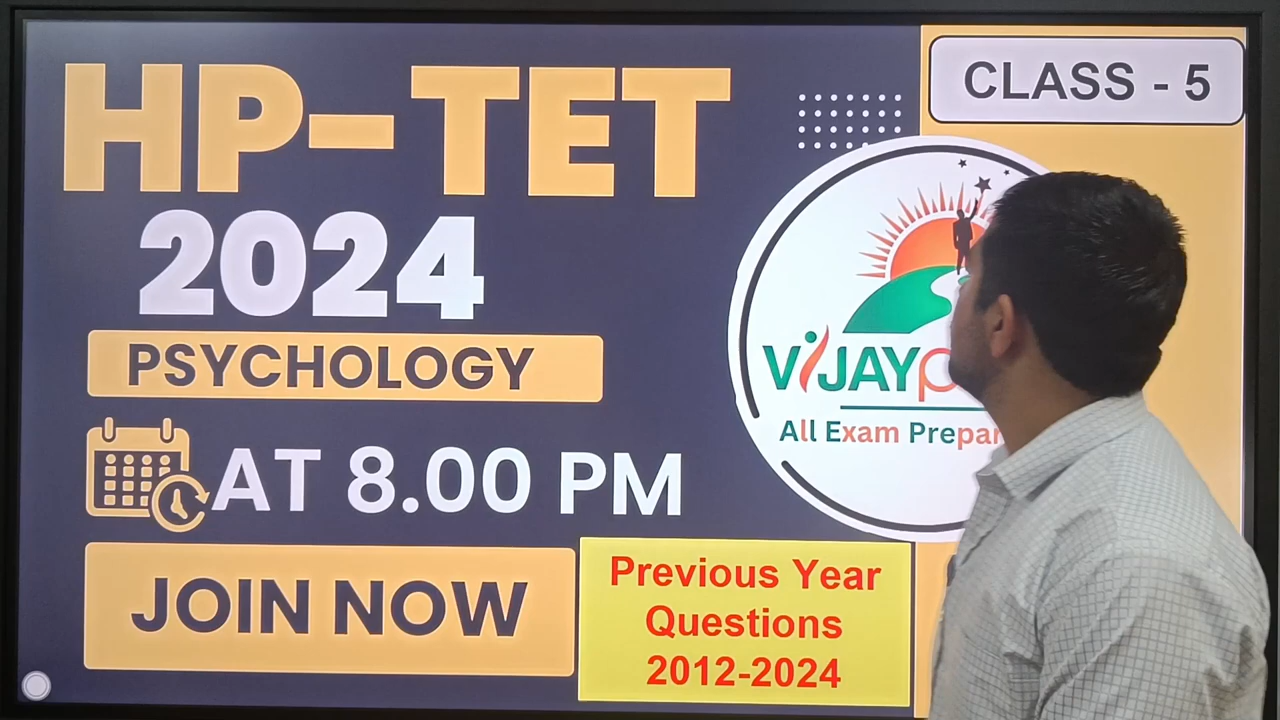 HP-TET
2024
PSYCHOLOGY
AT 8.00 PM
JOIN NOW
CLASS - 5
All Exam
Previous Year
Questions
2012-2024